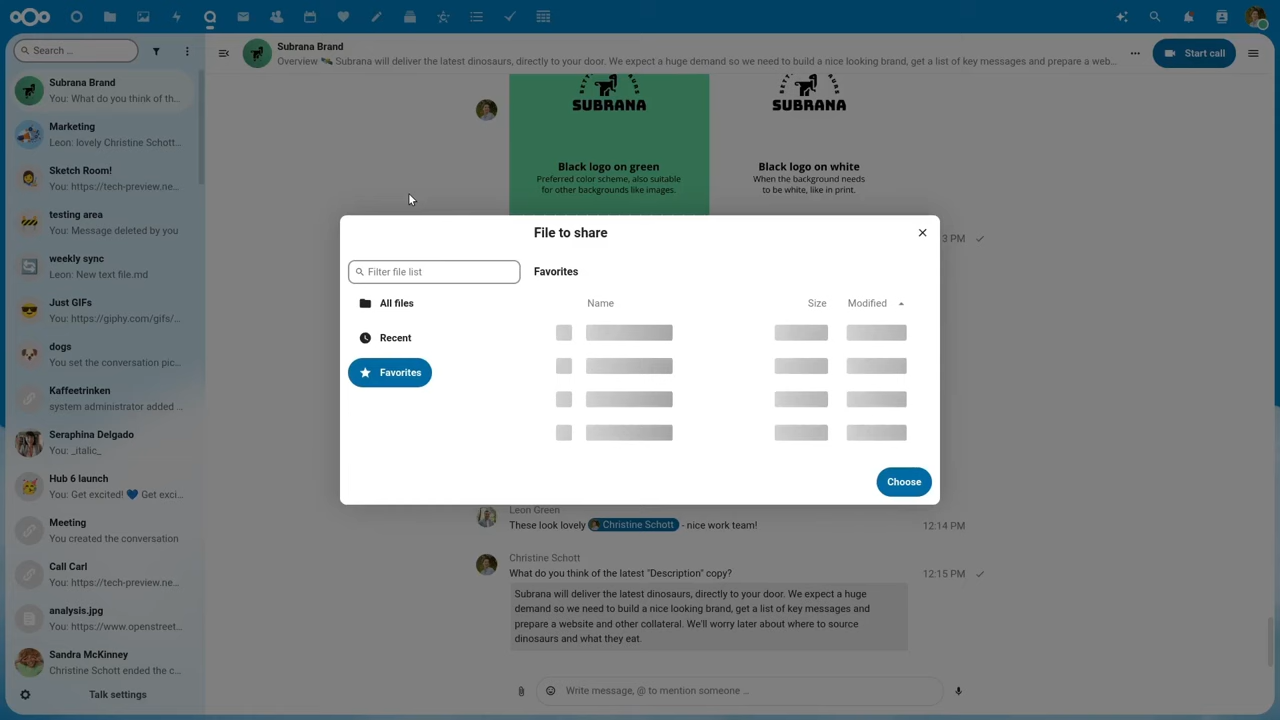 Search ...
Subrana Brand
You: What do you think of th...
Marketing
Leon: lovely Christine Schott...
Sketch Room!
You: https://tech-preview.ne...
testing area
You: Message deleted by you
weekly sync
Leon: New text file.md
Just GIFs
You: https://giphy.com/gifs/...
dogs
You set the conversation pic...
Kaffeetrinken
system administrator added ...
Seraphina Delgado
You: _italic_
Hub 6 launch
You: Get excited! 💙 Get exci...
Meeting
You created the conversation
Call Carl
You: https://tech-preview.ne...
analysis.jpg
You: https://www.openstreet...
Sandra McKinney
Christine Schott ended the c...
Talk settings
Subrana Brand
Overview 🛰️ Subrana will deliver the latest dinosaurs, directly to your door. We expect a huge demand so we need to build a nice looking brand, get a list of key messages and prepare a web...
Start call
SUBRANA
SUBRANA
Black logo on green
Preferred color scheme, also suitable
for other backgrounds like images.
Black logo on white
When the background needs
to be white, like in print.
3 PM
File to share
Filter file list
All files
Recent
Favorites
Favorites
Name Size Modified
Choose
Leon Green
These look lovely Christine Schott - nice work team!
12:14 PM
Christine Schott
What do you think of the latest "Description" copy?
12:15 PM
Subrana will deliver the latest dinosaurs, directly to your door. We expect a huge
demand so we need to build a nice looking brand, get a list of key messages and
prepare a website and other collateral. We'll worry later about where to source
dinosaurs and what they eat.
Write message, @ to mention someone ...